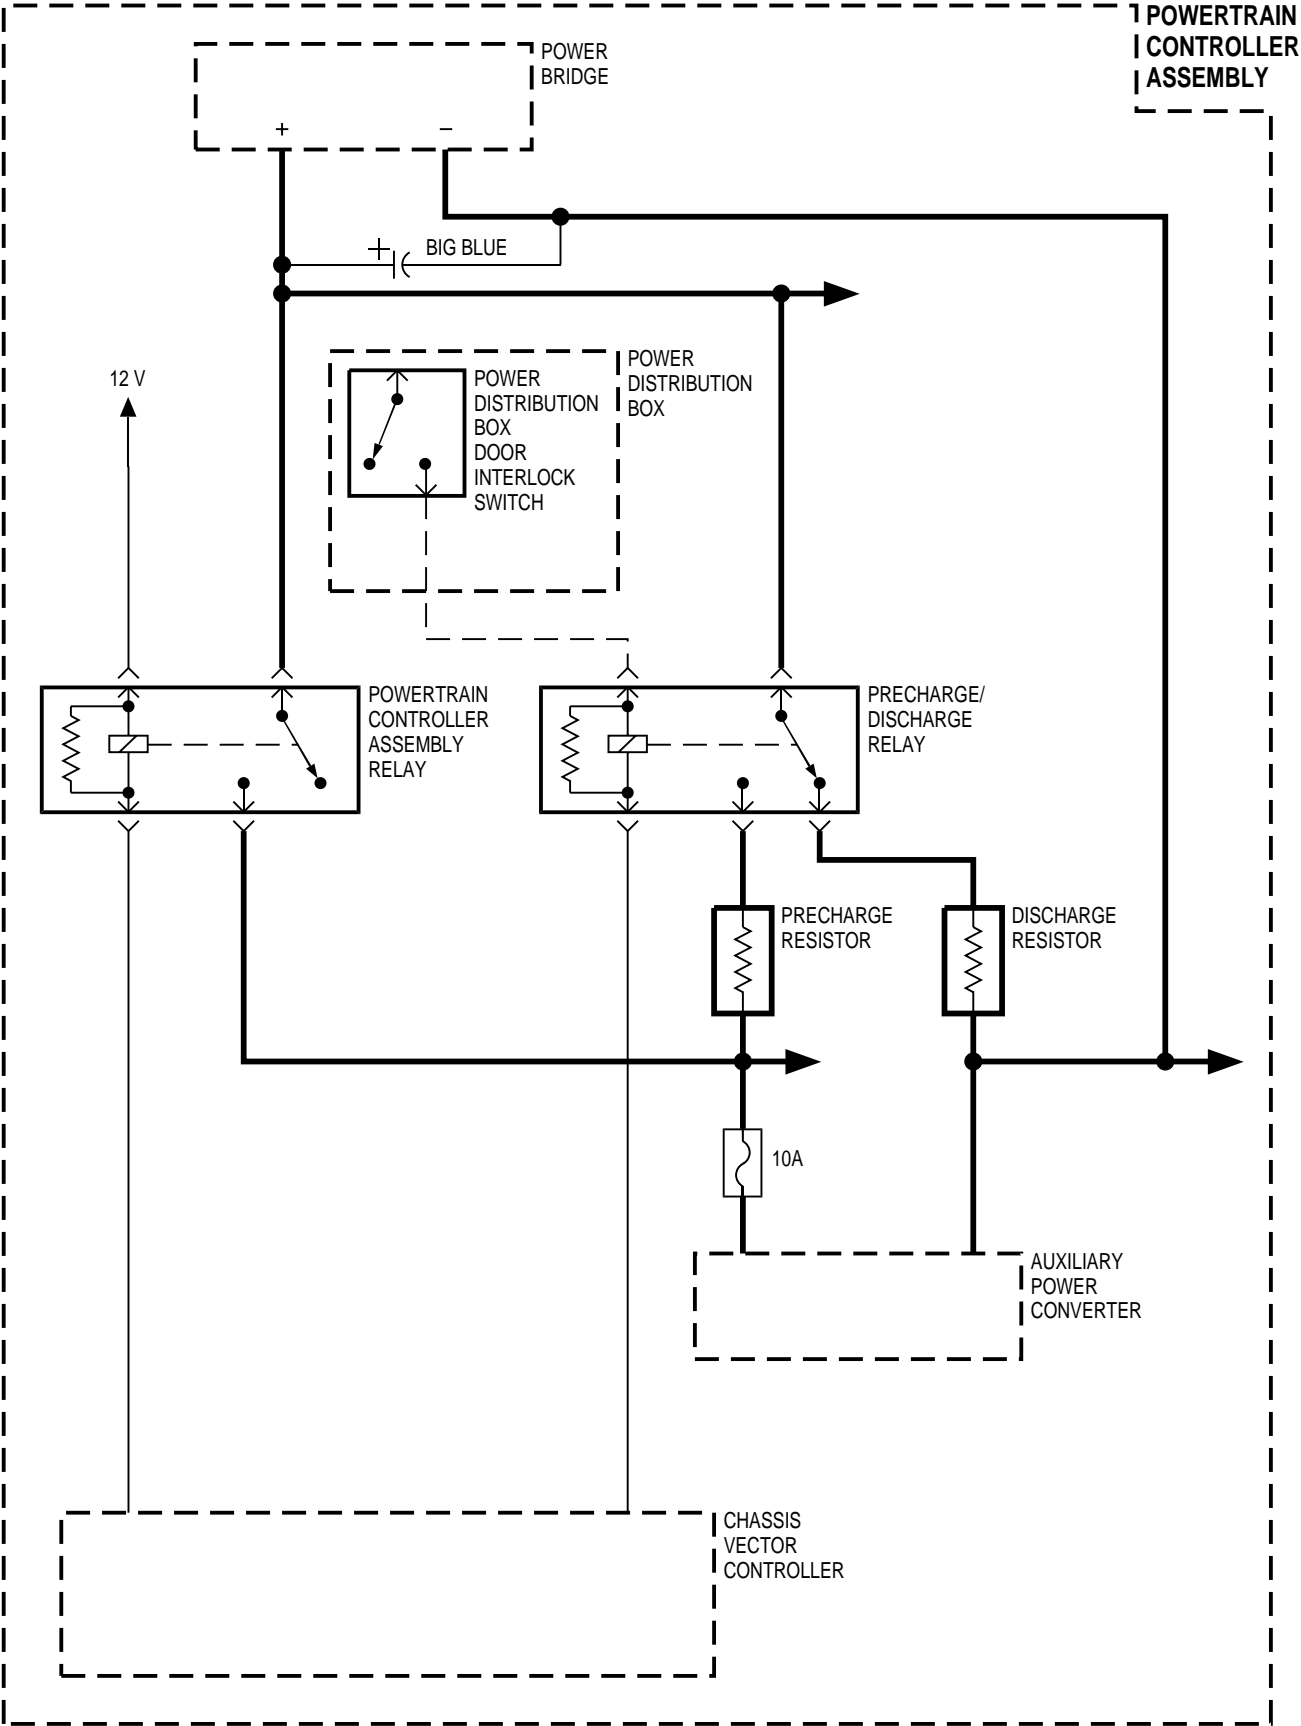 POWERTRAIN
CONTROLLER
ASSEMBLY
POWER
BRIDGE
+
−
+
BIG BLUE
12 V
POWER
DISTRIBUTION
BOX
DOOR
INTERLOCK
SWITCH
POWER
DISTRIBUTION
BOX
POWERTRAIN
CONTROLLER
ASSEMBLY
RELAY
PRECHARGE/
DISCHARGE
RELAY
PRECHARGE
RESISTOR
DISCHARGE
RESISTOR
10A
AUXILIARY
POWER
CONVERTER
CHASSIS
VECTOR
CONTROLLER